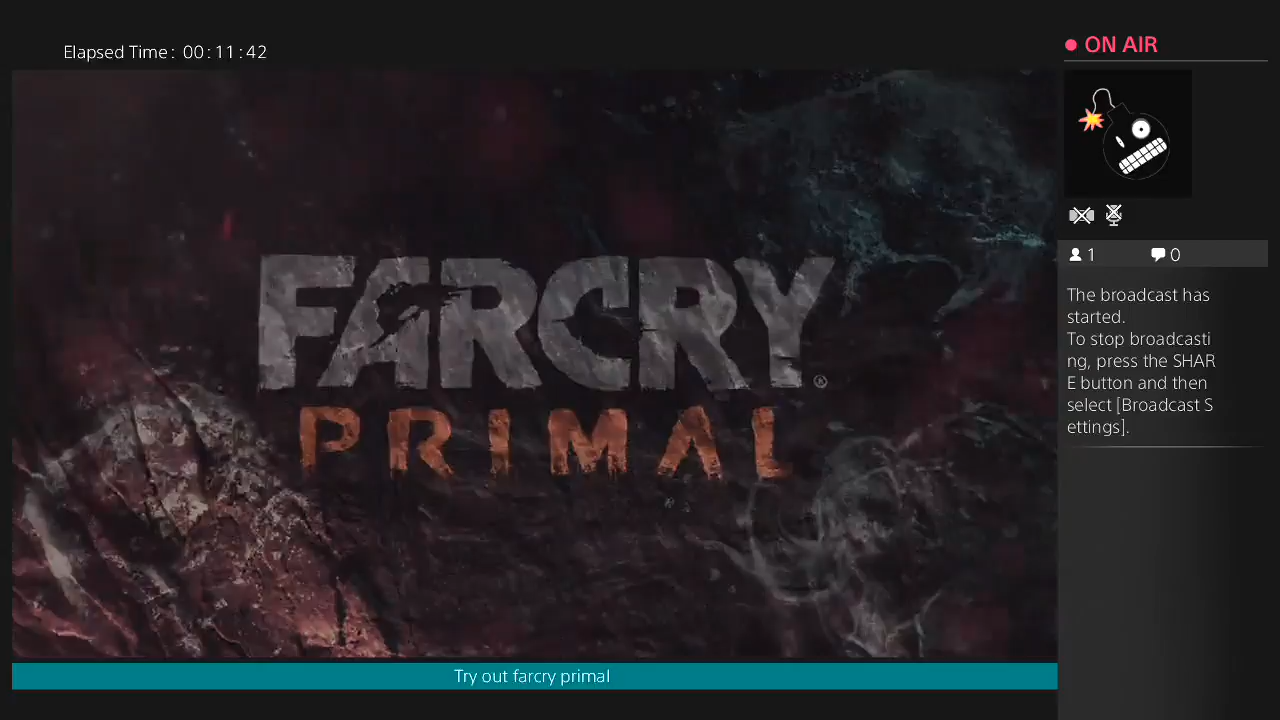 Elapsed Time: 00:11:42
ON AIR
FARCRY
®
PRIMAL
1 0
The broadcast has
started.
To stop broadcasti
ng, press the SHAR
E button and then
select [Broadcast S
ettings].
Try out farcry primal